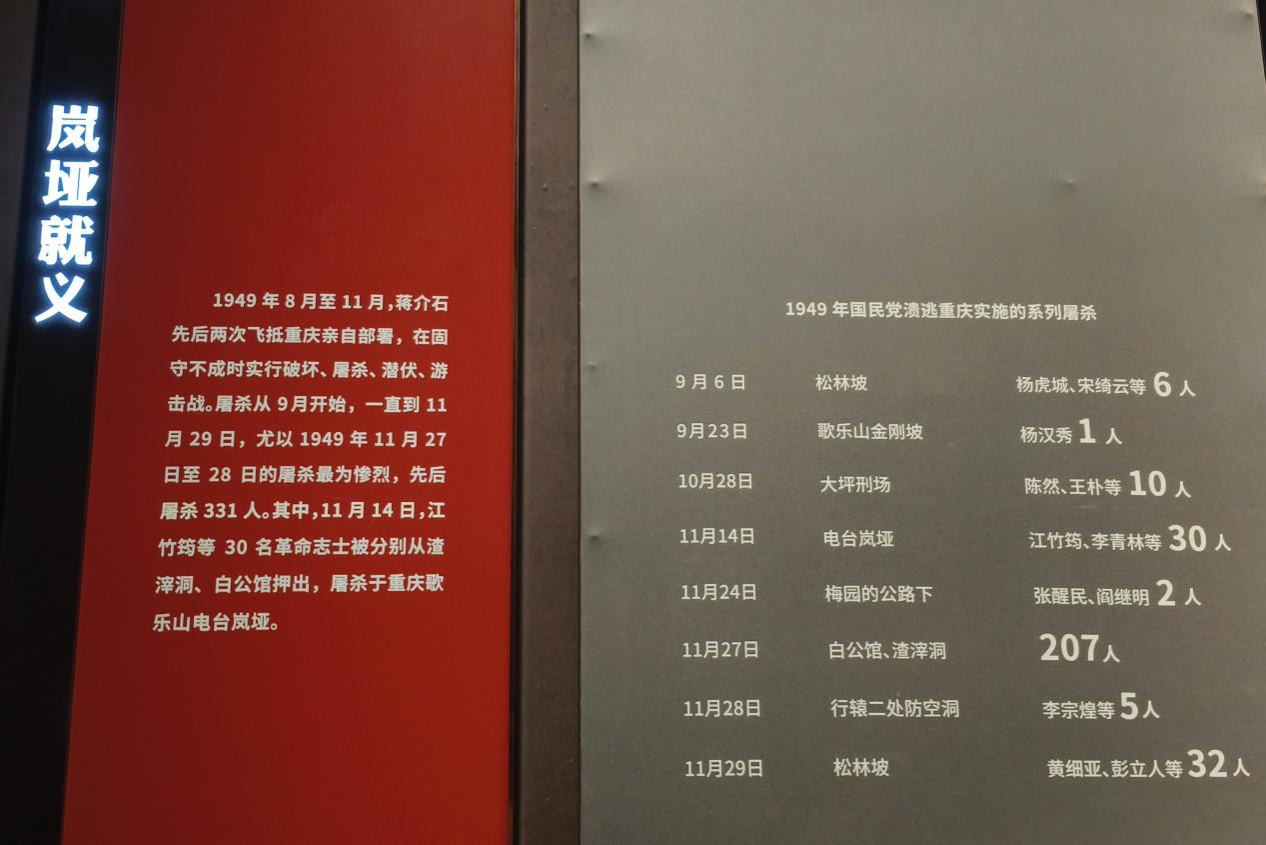 岚垭就义
1949 年 8 月至 11 月,蒋介石
先后两次飞抵重庆亲自部署，在固
守不成时实行破坏、屠杀、潜伏、游
击战。屠杀从 9月开始，一直到 11
月 29 日，尤以 1949 年 11 月 27
日至 28 日的屠杀最为惨烈，先后
屠杀 331 人。其中,11 月 14 日,江
竹筠等 30 名革命志士被分别从渣
滓洞、白公馆押出，屠杀于重庆歌
乐山电台岚垭。
1949 年国民党溃逃重庆实施的系列屠杀
9 月 6 日 松林坡 杨虎城、宋绮云等 6 人
9月23日 歌乐山金刚坡 杨汉秀 1 人
10月28日 大坪刑场 陈然、王朴等 10 人
11月14日 电台岚垭 江竹筠、李青林等 30 人
11月24日 梅园的公路下 张醒民、阎继明 2 人
11月27日 白公馆、渣滓洞 207人
11月28日 行辕二处防空洞 李宗煌等 5人
11月29日 松林坡 黄细亚、彭立人等 32 人